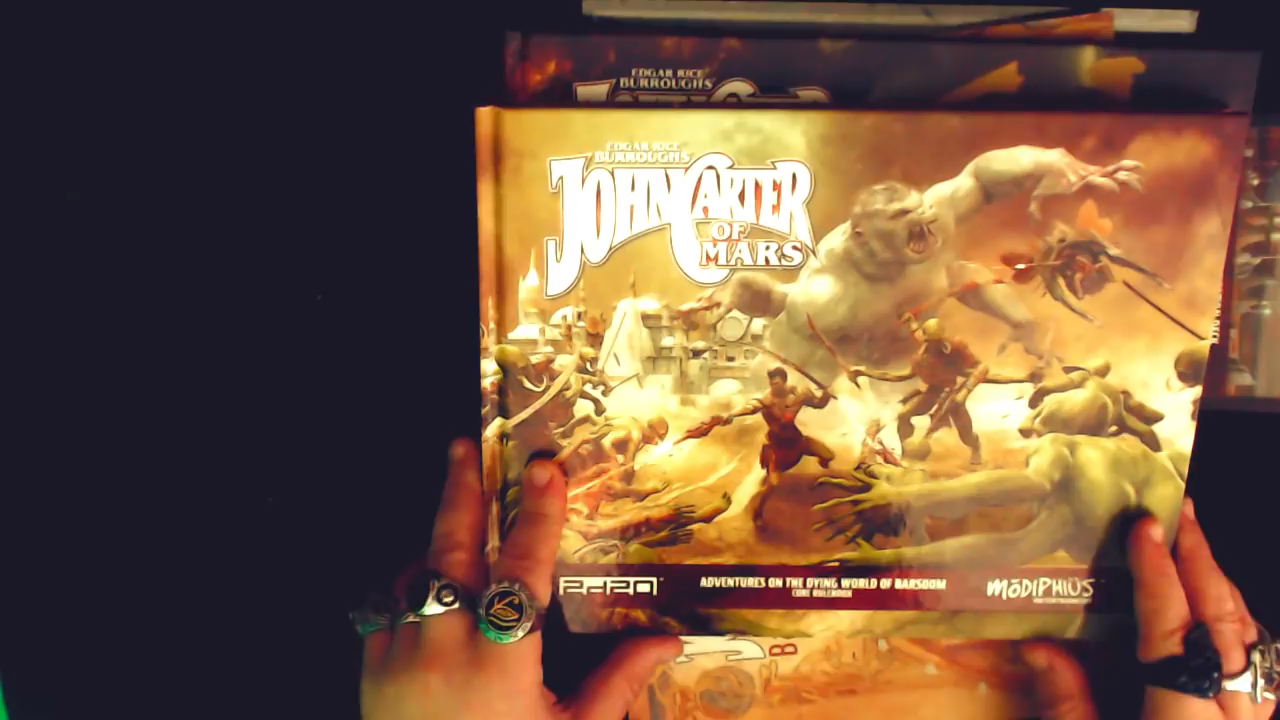 EDGAR RICE
BURROUGHS'
EDGAR RICE
BURROUGHS'
JOHN CARTER
OF
MARS
2d20
ADVENTURES ON THE DYING WORLD OF BARSOOM
CORE RULEBOOK
MŌDIPHIÜS